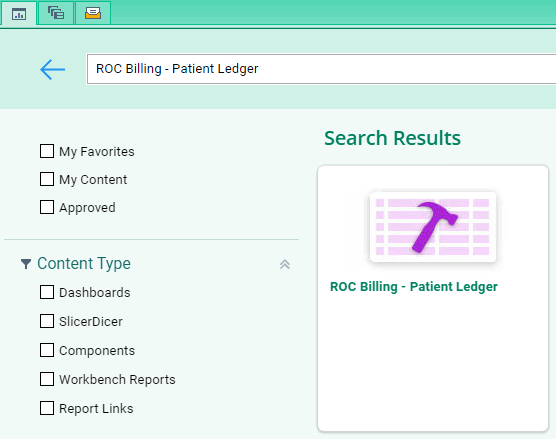 ROC Billing - Patient Ledger
My Favorites
My Content
Approved
Content Type
Dashboards
SlicerDicer
Components
Workbench Reports
Report Links
Search Results
ROC Billing - Patient Ledger